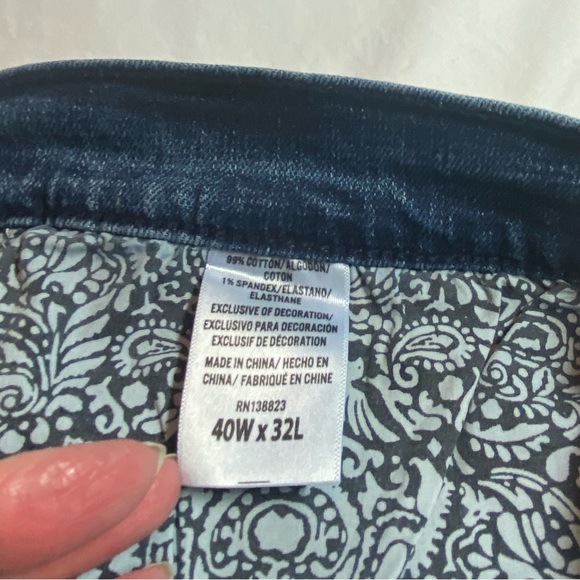 99% COTTON/ALGODÓN/
COTON
1% SPANDEX/ELASTANO/
ELASTHANE
EXCLUSIVE OF DECORATION/
EXCLUSIVO PARA DECORACIÓN
EXCLUSIF DE DÉCORATION
MADE IN CHINA/ HECHO EN
CHINA/ FABRIQUÉ EN CHINE
RN138823
40W x 32L